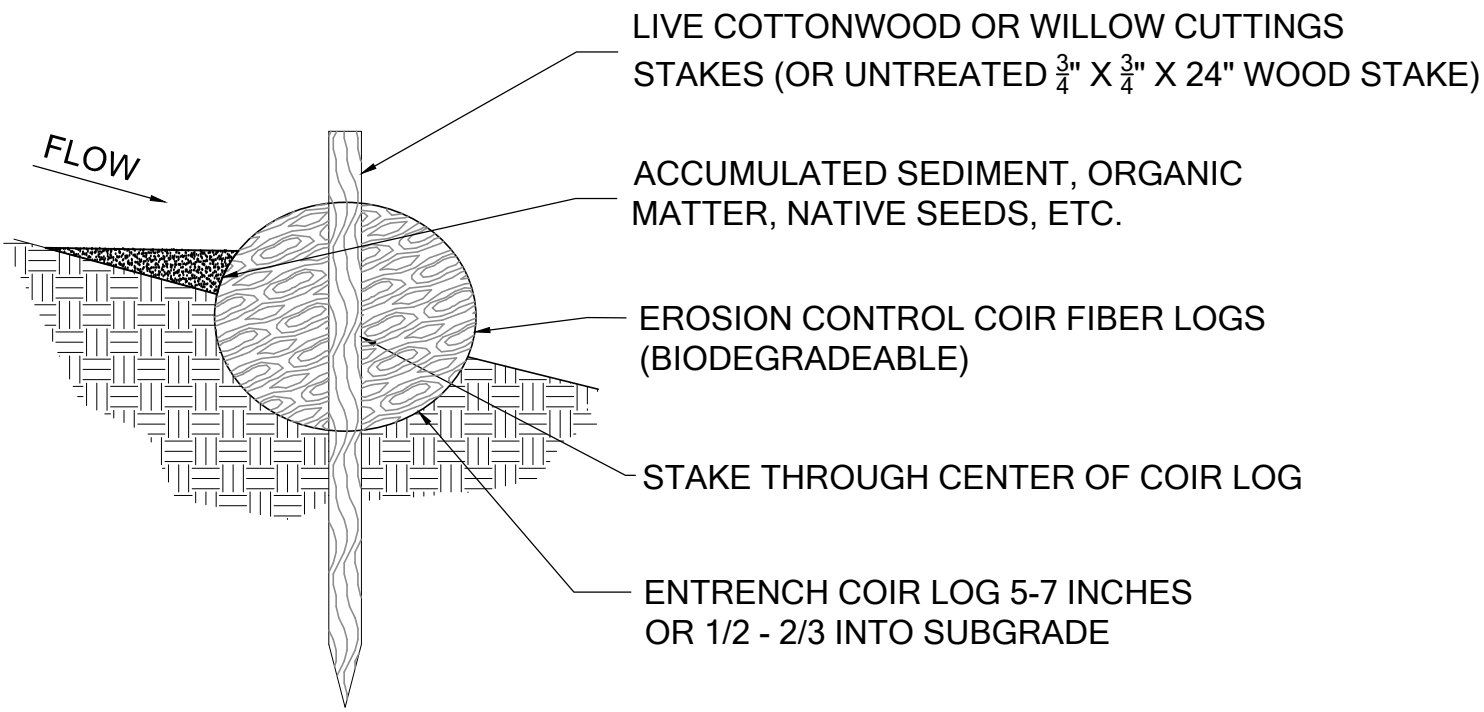 LIVE COTTONWOOD OR WILLOW CUTTINGS
STAKES (OR UNTREATED 3/4" X 3/4" X 24" WOOD STAKE)
FLOW
ACCUMULATED SEDIMENT, ORGANIC
MATTER, NATIVE SEEDS, ETC.
EROSION CONTROL COIR FIBER LOGS
(BIODEGRADEABLE)
STAKE THROUGH CENTER OF COIR LOG
ENTRENCH COIR LOG 5-7 INCHES
OR 1/2 - 2/3 INTO SUBGRADE